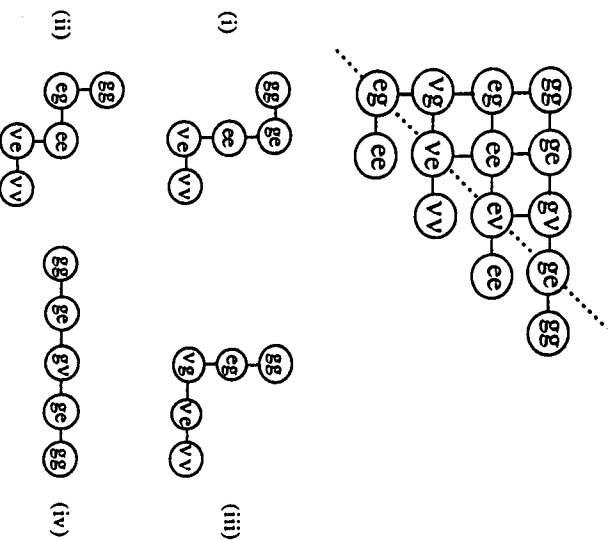 gg ge gv ge gg
eg ee ev ee
vg ve vv
eg ee
(i)
gg ge
ee
ve vv
(ii)
gg
eg ee
ve vv
(iii)
gg
eg
vg ve vv
(iv)
gg ge gv ge gg